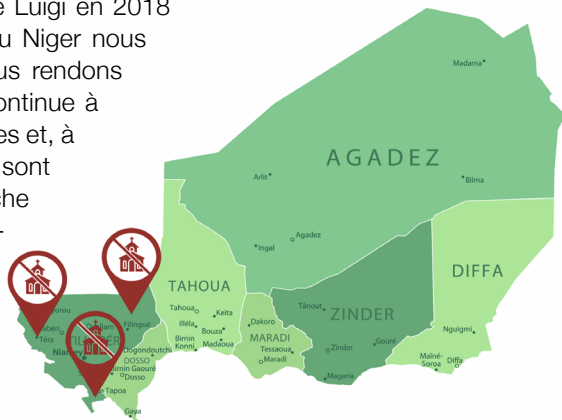 e Luigi en 2018
u Niger nous
us rendons
ontinue à
es et, à
sont
che
-
Madama
AGADEZ
Arlit
Bilma
Agadez
Ingal
DIFFA
TAHOUA
Tahoua
Keïta
Illéla
Bouza
Birnin
Konni
Madaoua
Tânout
ZINDER
Dakoro
MARADI
Tessaoua
Maradi
Zinder
Gouré
Magaria
Nguigmi
Maïné-
Soroa
Diffa
Téra
Filingué
Niamey
Dogondoutchi
DOSSO
Birnin Gaouré
Dosso
Tapoa
Gaya